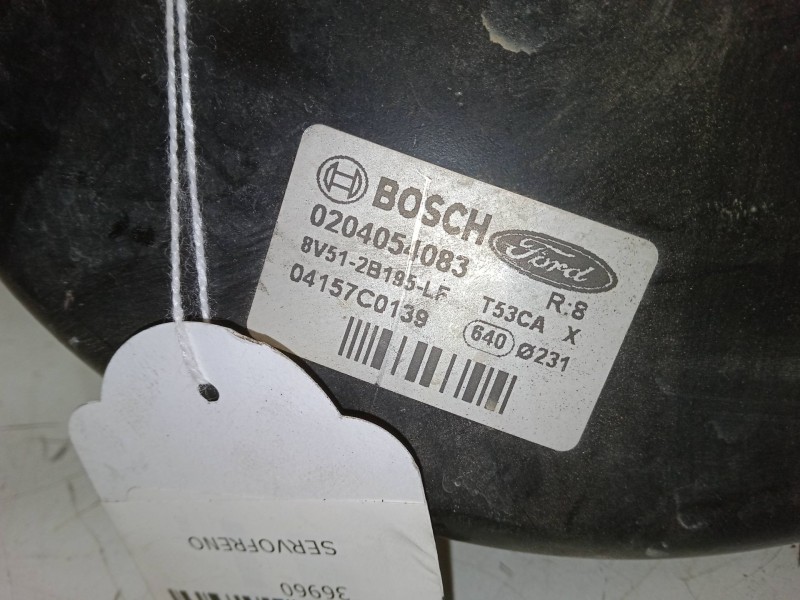 BOSCH
0204054083
Ford
8V51-2B195-LF
T53CA
R:8
X
04157C0139
640
Ø231
SERVOFRENO
36960